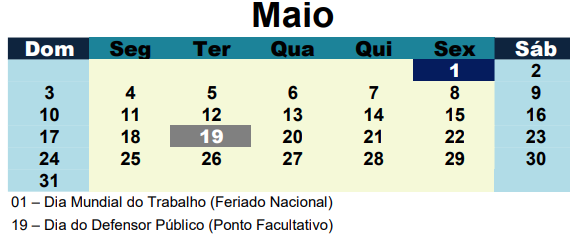 Maio
Dom Seg Ter Qua Qui Sex Sáb
1 2
3 4 5 6 7 8 9
10 11 12 13 14 15 16
17 18 19 20 21 22 23
24 25 26 27 28 29 30
31
01 – Dia Mundial do Trabalho (Feriado Nacional)
19 – Dia do Defensor Público (Ponto Facultativo)